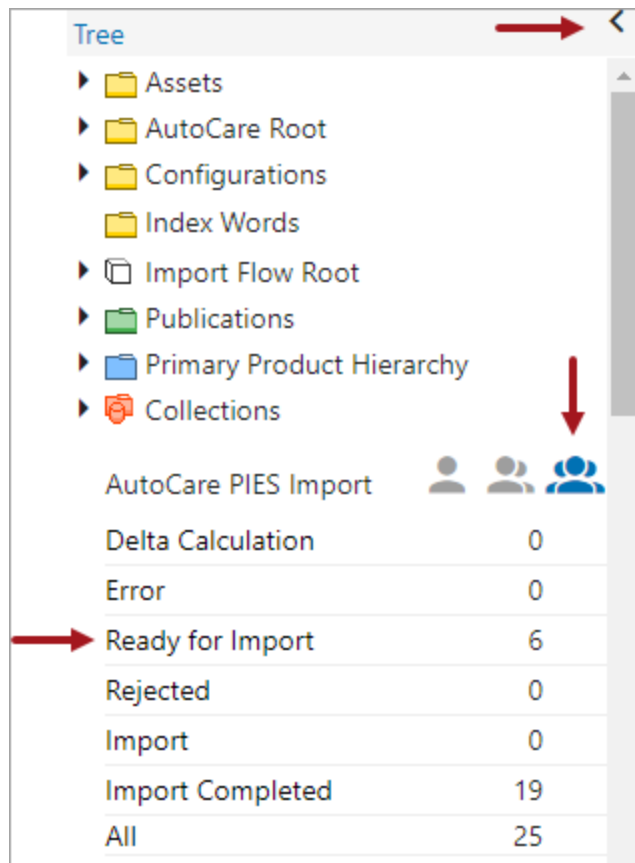 Tree
Assets
AutoCare Root
Configurations
Index Words
Import Flow Root
Publications
Primary Product Hierarchy
Collections
AutoCare PIES Import
Delta Calculation 0
Error 0
Ready for Import 6
Rejected 0
Import 0
Import Completed 19
All 25